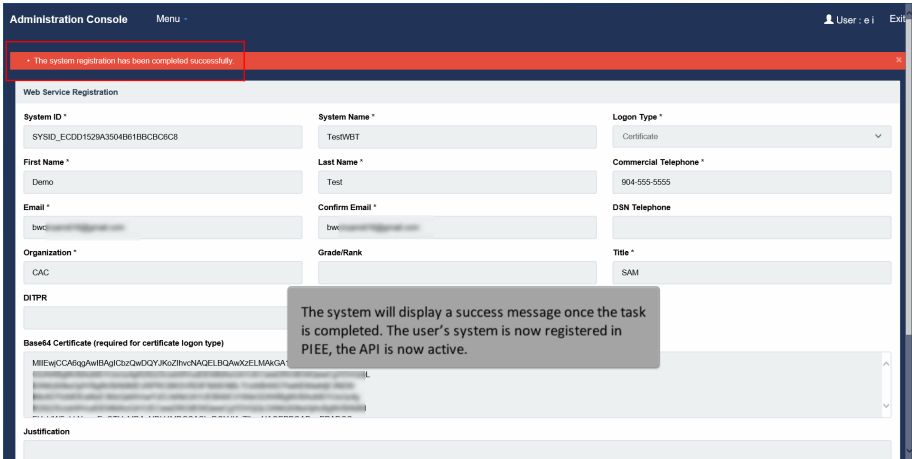 Administration Console Menu User : e i Exit
• The system registration has been completed successfully. ×
Web Service Registration
System ID * System Name * Logon Type *
SYSID_ECDD1529A3504B61BBCBC6C8 TestWBT Certificate
First Name * Last Name * Commercial Telephone *
Demo Test 904-555-5555
Email * Confirm Email * DSN Telephone
bwc bw
Organization * Grade/Rank Title *
CAC SAM
DITPR
The system will display a success message once the task
is completed. The user's system is now registered in
PIEE, the API is now active.
Base64 Certificate (required for certificate logon type)
MIIEwjCCA6qgAwIBAgICbzQwDQYJKoZIhvcNAQELBQAwXzELMAkGA1
Justification